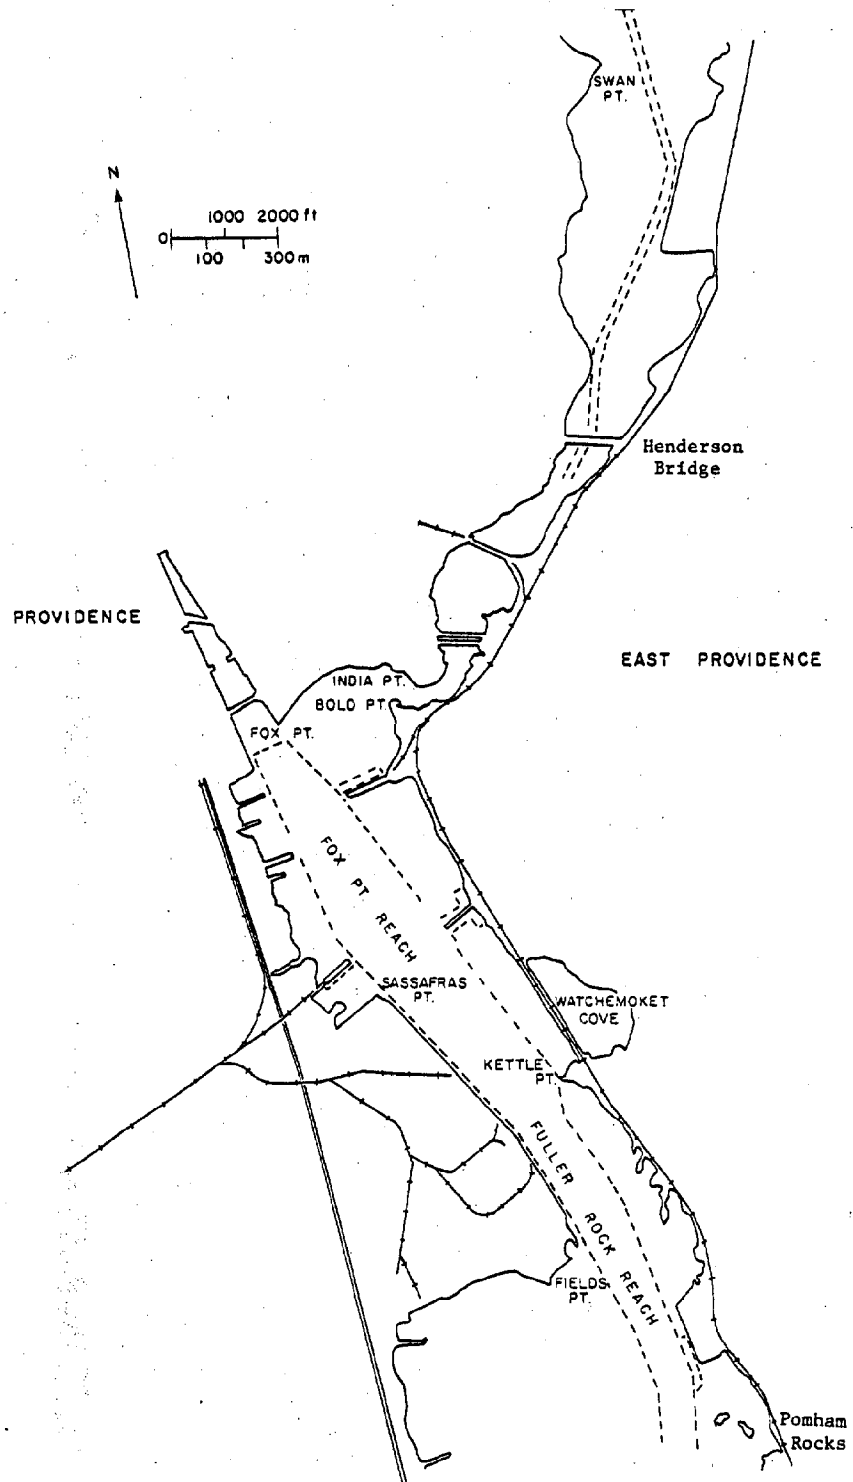 SWAN
PT.
N
1000 2000 ft
0
100 300 m
Henderson
Bridge
PROVIDENCE
EAST PROVIDENCE
INDIA PT.
BOLD PT.
FOX PT.
FOX PT. REACH
SASSAFRAS
PT.
WATCHEMOKET
COVE
KETTLE
PT.
FULLER ROCK REACH
FIELDS
PT.
Pomham
Rocks